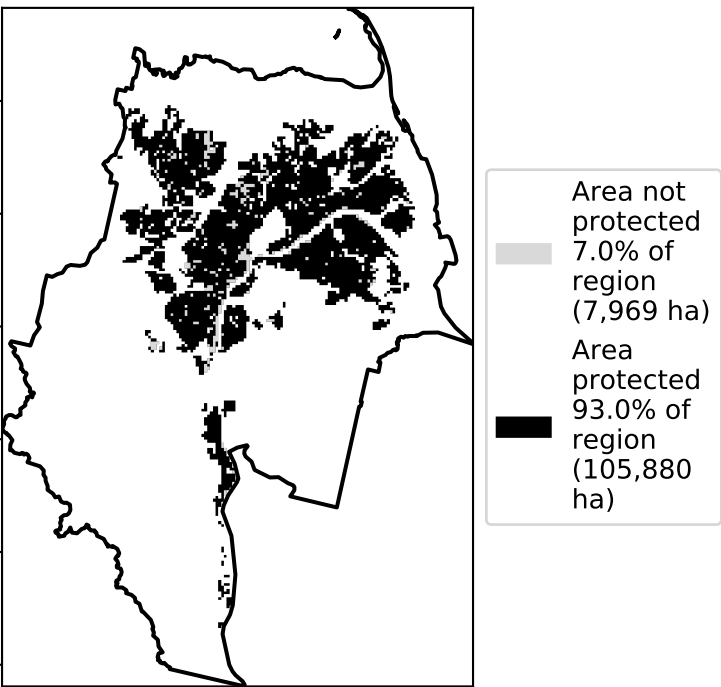 Area not
protected
7.0% of
region
(7,969 ha)
Area
protected
93.0% of
region
(105,880
ha)